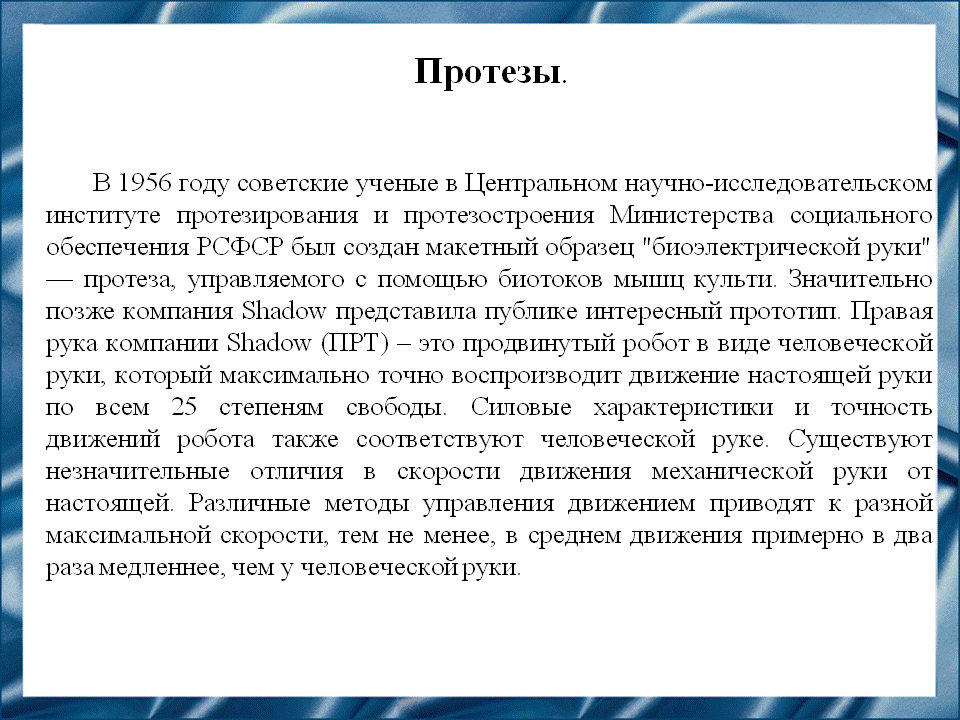 Протезы.
В 1956 году советские ученые в Центральном научно-исследовательском
институте протезирования и протезостроения Министерства социального
обеспечения РСФСР был создан макетный образец "биоэлектрической руки"
— протеза, управляемого с помощью биотоков мышц культи. Значительно
позже компания Shadow представила публике интересный прототип. Правая
рука компании Shadow (ПРТ) – это продвинутый робот в виде человеческой
руки, который максимально точно воспроизводит движение настоящей руки
по всем 25 степеням свободы. Силовые характеристики и точность
движений робота также соответствуют человеческой руке. Существуют
незначительные отличия в скорости движения механической руки от
настоящей. Различные методы управления движением приводят к разной
максимальной скорости, тем не менее, в среднем движения примерно в два
раза медленнее, чем у человеческой руки.